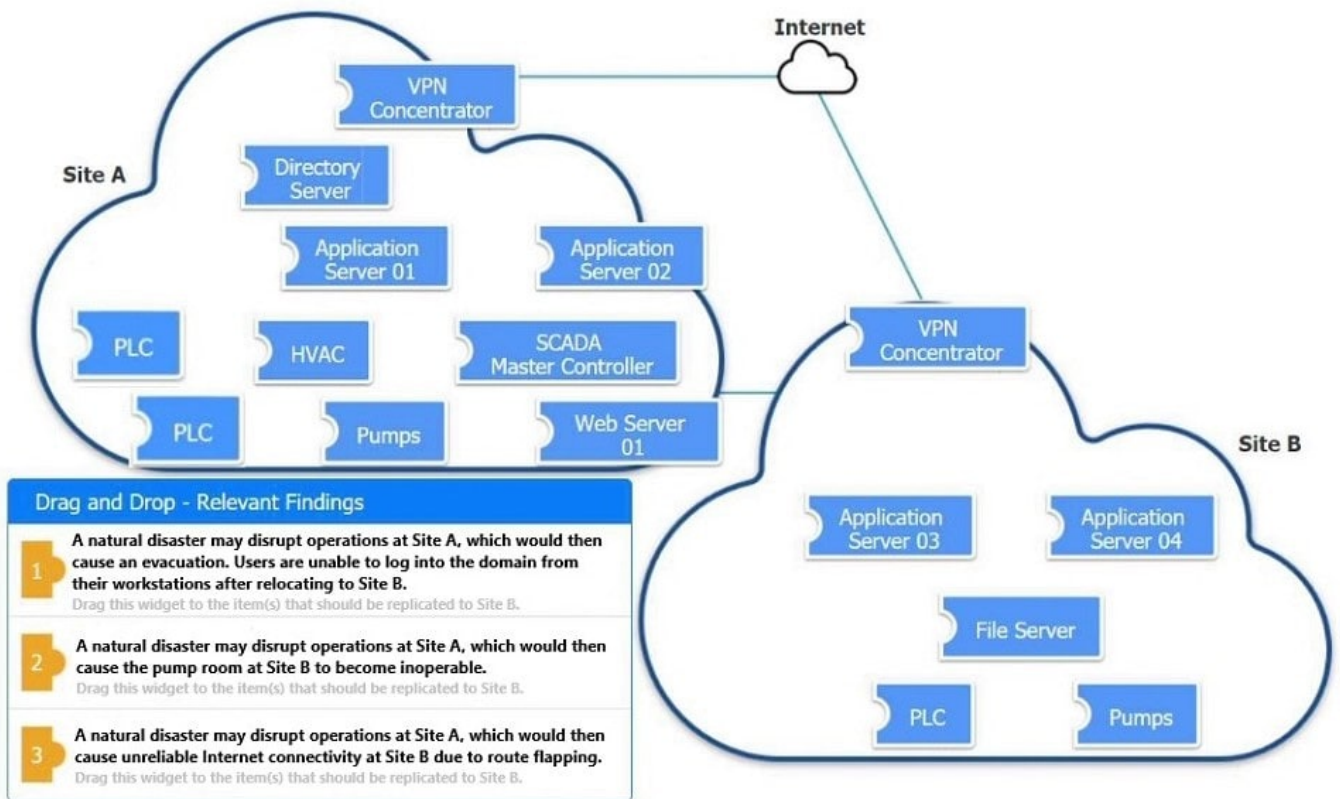 Internet
VPN
Concentrator
Directory
Server
Site A
Application
Server 01
Application
Server 02
PLC
HVAC
SCADA
Master Controller
PLC
Pumps
Web Server
01
VPN
Concentrator
Site B
Application
Server 03
Application
Server 04
File Server
PLC
Pumps
Drag and Drop - Relevant Findings
1
A natural disaster may disrupt operations at Site A, which would then
cause an evacuation. Users are unable to log into the domain from
their workstations after relocating to Site B.
Drag this widget to the item(s) that should be replicated to Site B.
2
A natural disaster may disrupt operations at Site A, which would then
cause the pump room at Site B to become inoperable.
Drag this widget to the item(s) that should be replicated to Site B.
3
A natural disaster may disrupt operations at Site A, which would then
cause unreliable Internet connectivity at Site B due to route flapping.
Drag this widget to the item(s) that should be replicated to Site B.